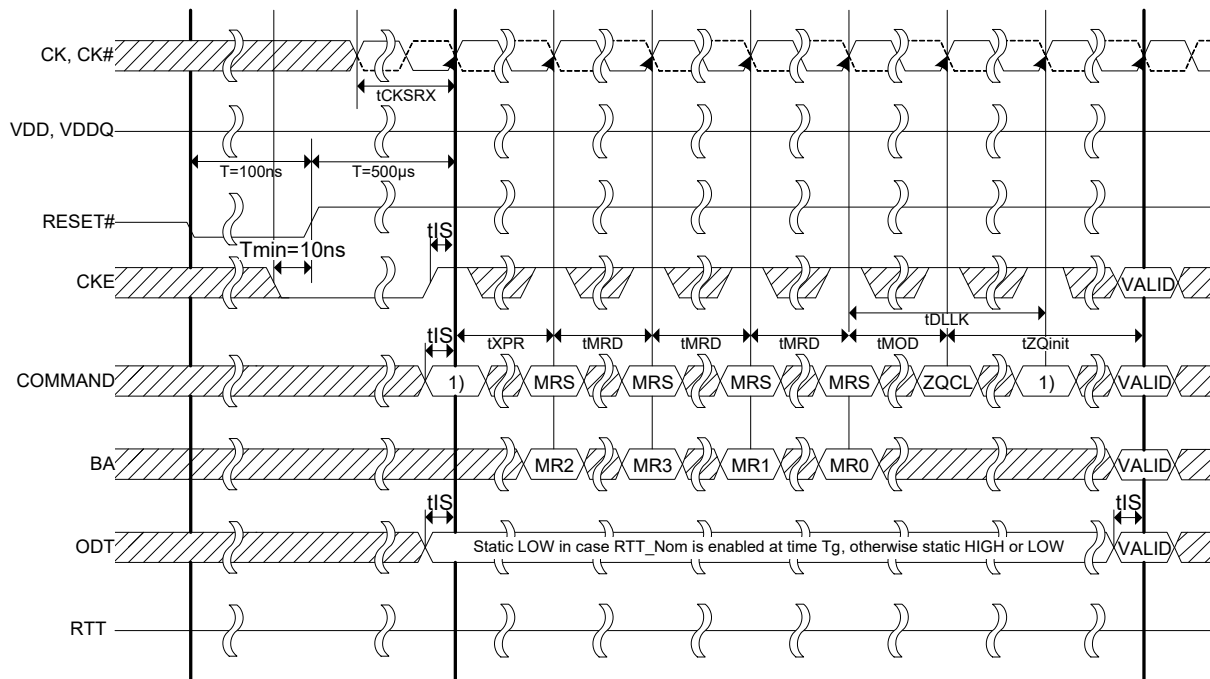 CK, CK#
tCKSRX
VDD, VDDQ
T=100ns T=500µs
RESET#
tIS
Tmin=10ns
CKE VALID
tDLLK
tIS tXPR tMRD tMRD tMRD tMOD tZQinit
COMMAND 1) MRS MRS MRS MRS ZQCL 1) VALID
BA MR2 MR3 MR1 MR0 VALID
tIS tIS
ODT Static LOW in case RTT_Nom is enabled at time Tg, otherwise static HIGH or LOW VALID
RTT